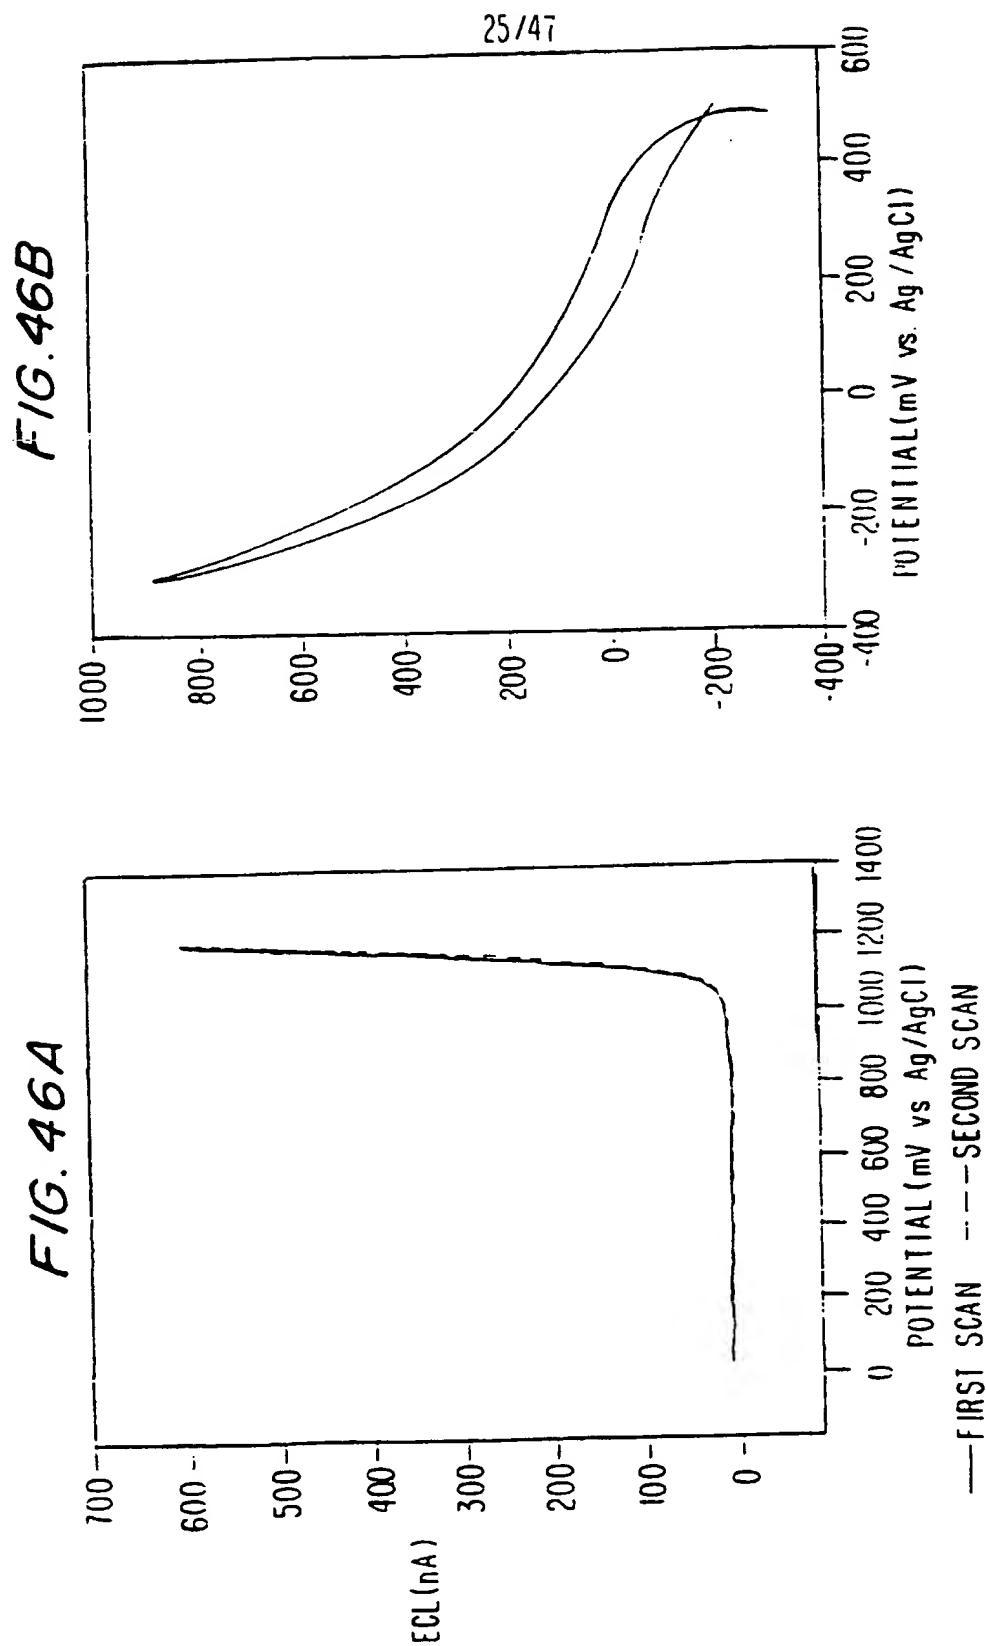 25/47
FIG. 46A
ECL(nA)
700
600
500
400
300
200
100
0
0 200 400 600 800 1000 1200 1400
POTENTIAL(mV vs Ag/AgCl)
FIRST SCAN SECOND SCAN
FIG. 46B
1000
800
600
400
200
0
-200
-400
-400 -200 0 200 400 600
POTENTIAL(mV vs. Ag/AgCl)